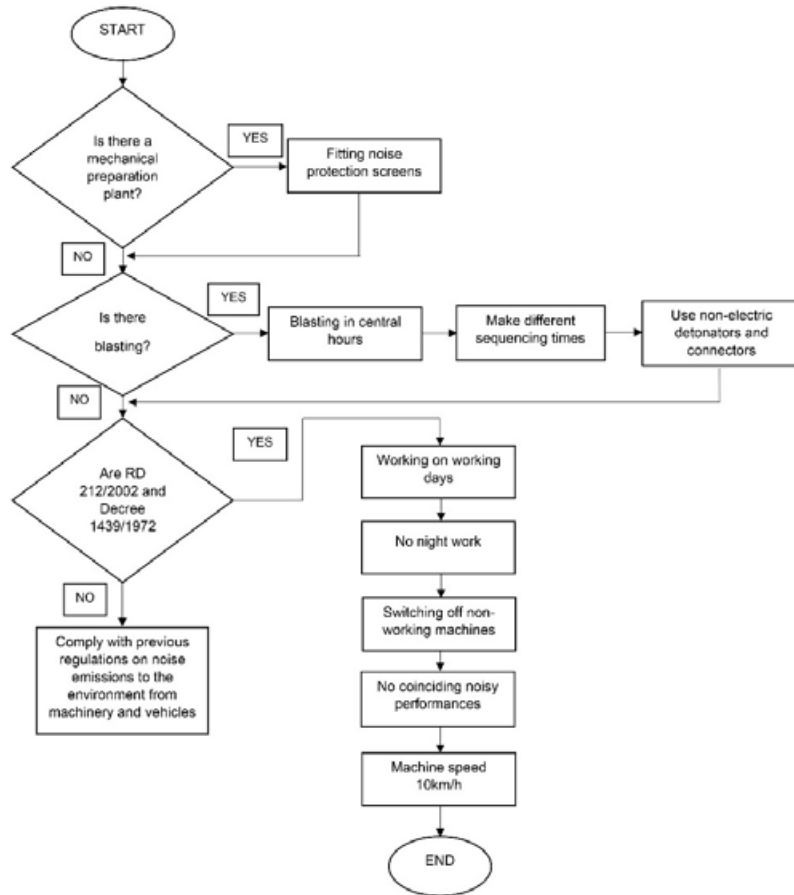 START
Is there a
mechanical
preparation
plant?
YES
Fitting noise
protection screens
NO
Is there
blasting?
YES
Blasting in central
hours
Make different
sequencing times
Use non-electric
detonators and
connectors
NO
Are RD
212/2002 and
Decree
1439/1972
YES
Working on working
days
No night work
Switching off non-
working machines
No coinciding noisy
performances
Machine speed
10km/h
END
NO
Comply with previous
regulations on noise
emissions to the
environment from
machinery and vehicles